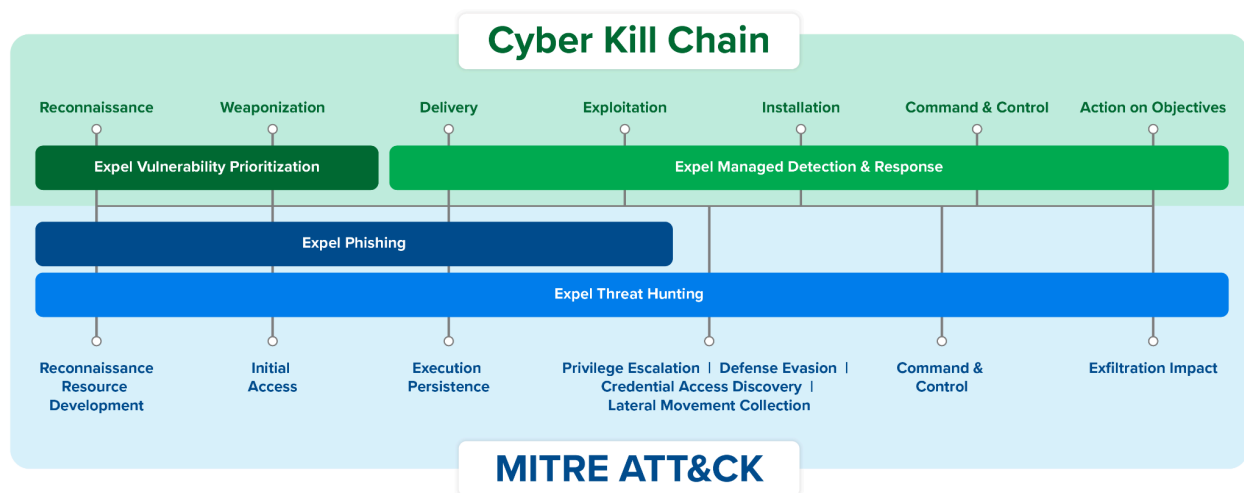 Cyber Kill Chain
Reconnaissance
Weaponization
Delivery
Exploitation
Installation
Command & Control
Action on Objectives
Expel Vulnerability Prioritization
Expel Managed Detection & Response
Expel Phishing
Expel Threat Hunting
Reconnaissance
Resource
Development
Initial
Access
Execution
Persistence
Privilege Escalation | Defense Evasion |
Credential Access Discovery |
Lateral Movement Collection
Command &
Control
Exfiltration Impact
MITRE ATT&CK